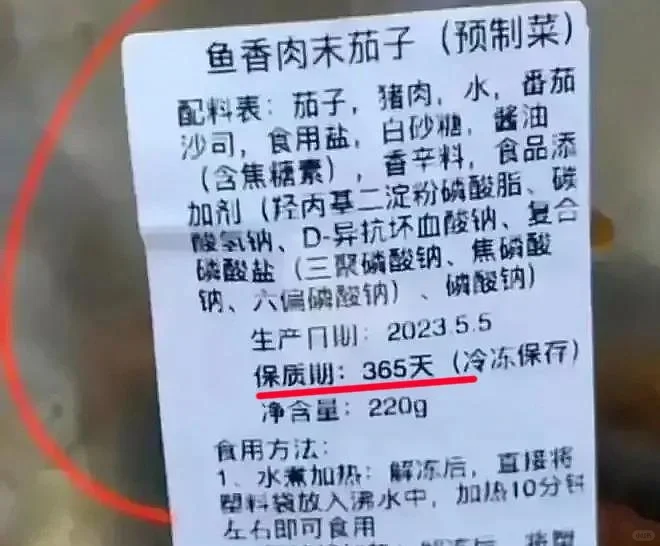 鱼香肉末茄子（预制菜）
配料表：茄子，猪肉，水，番茄
沙司，食用盐，白砂糖，酱油
（含焦糖素），香辛料，食品添
加剂（羟丙基二淀粉磷酸脂、碳
酸氢钠、D-异抗坏血酸钠、复合
磷酸盐（三聚磷酸钠、焦磷酸
钠、六偏磷酸钠）、磷酸钠）
生产日期：2023.5.5
保质期：365天（冷冻保存）
净含量：220g
食用方法：
1、水煮加热：解冻后，直接将
塑料袋放入沸水中，加热10分钟
左右即可食用